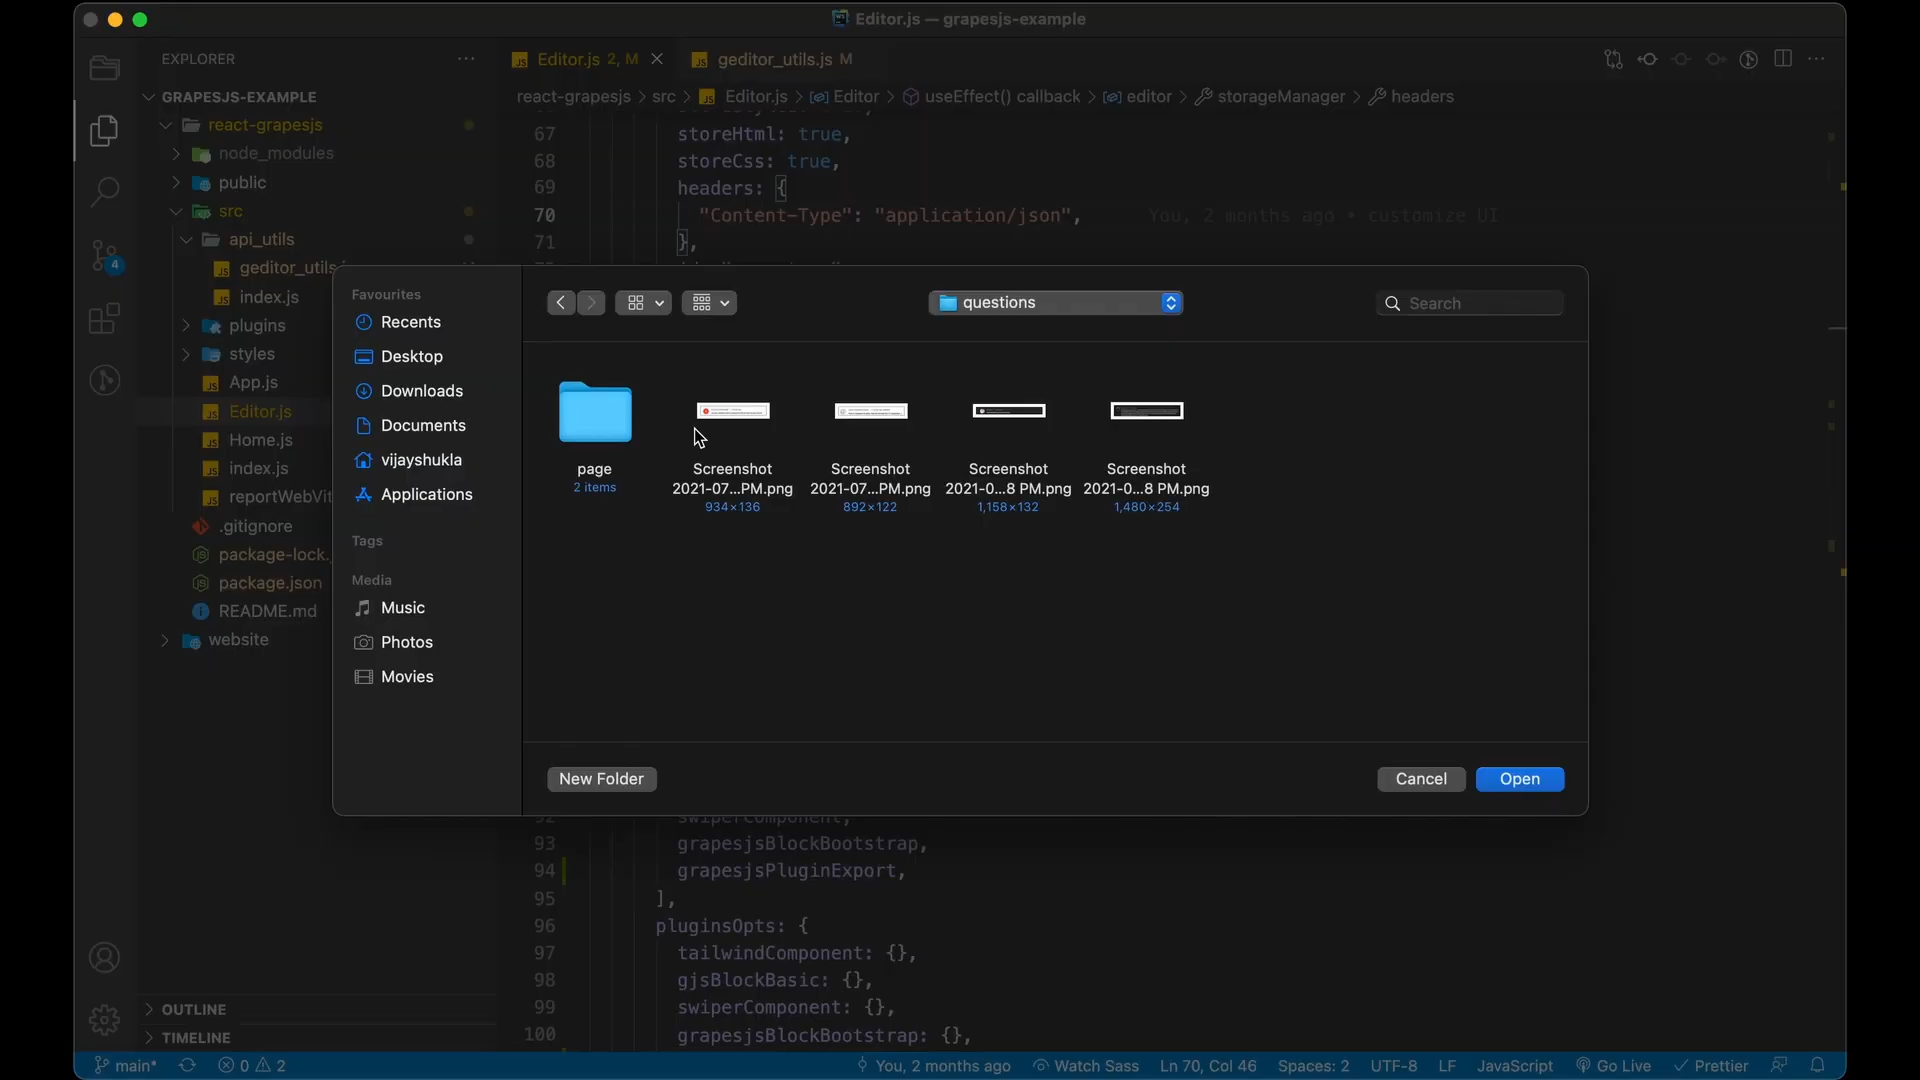 Editor.js — grapesjs-example
EXPLORER
GRAPESJS-EXAMPLE
react-grapesjs
node_modules
public
src
api_utils
geditor_utils
index.js
plugins
styles
App.js
Editor.js
Home.js
index.js
reportWebVit
.gitignore
package-lock.
package.json
README.md
website
OUTLINE
TIMELINE
4
Editor.js 2, M
geditor_utils.js M
react-grapesjs > src > Editor.js > Editor > useEffect() callback > editor > storageManager > headers
67 storeHtml: true,
68 storeCss: true,
69 headers: {
70 "Content-Type": "application/json", You, 2 months ago • customize UI
71 },
Favourites
Recents
Desktop
Downloads
Documents
vijayshukla
Applications
Tags
Media
Music
Photos
Movies
questions
Search
page
2 items
Screenshot
2021-07...PM.png
934×136
Screenshot
2021-07...PM.png
892×122
Screenshot
2021-0...8 PM.png
1,158×132
Screenshot
2021-0...8 PM.png
1,480×254
New Folder
Cancel
Open
92 swiperComponent,
93 grapesjsBlockBootstrap,
94 grapesjsPluginExport,
95 ],
96 pluginsOpts: {
97 tailwindComponent: {},
98 gjsBlockBasic: {},
99 swiperComponent: {},
100 grapesjsBlockBootstrap: {},
main* 0 2 You, 2 months ago Watch Sass Ln 70, Col 46 Spaces: 2 UTF-8 LF JavaScript Go Live Prettier